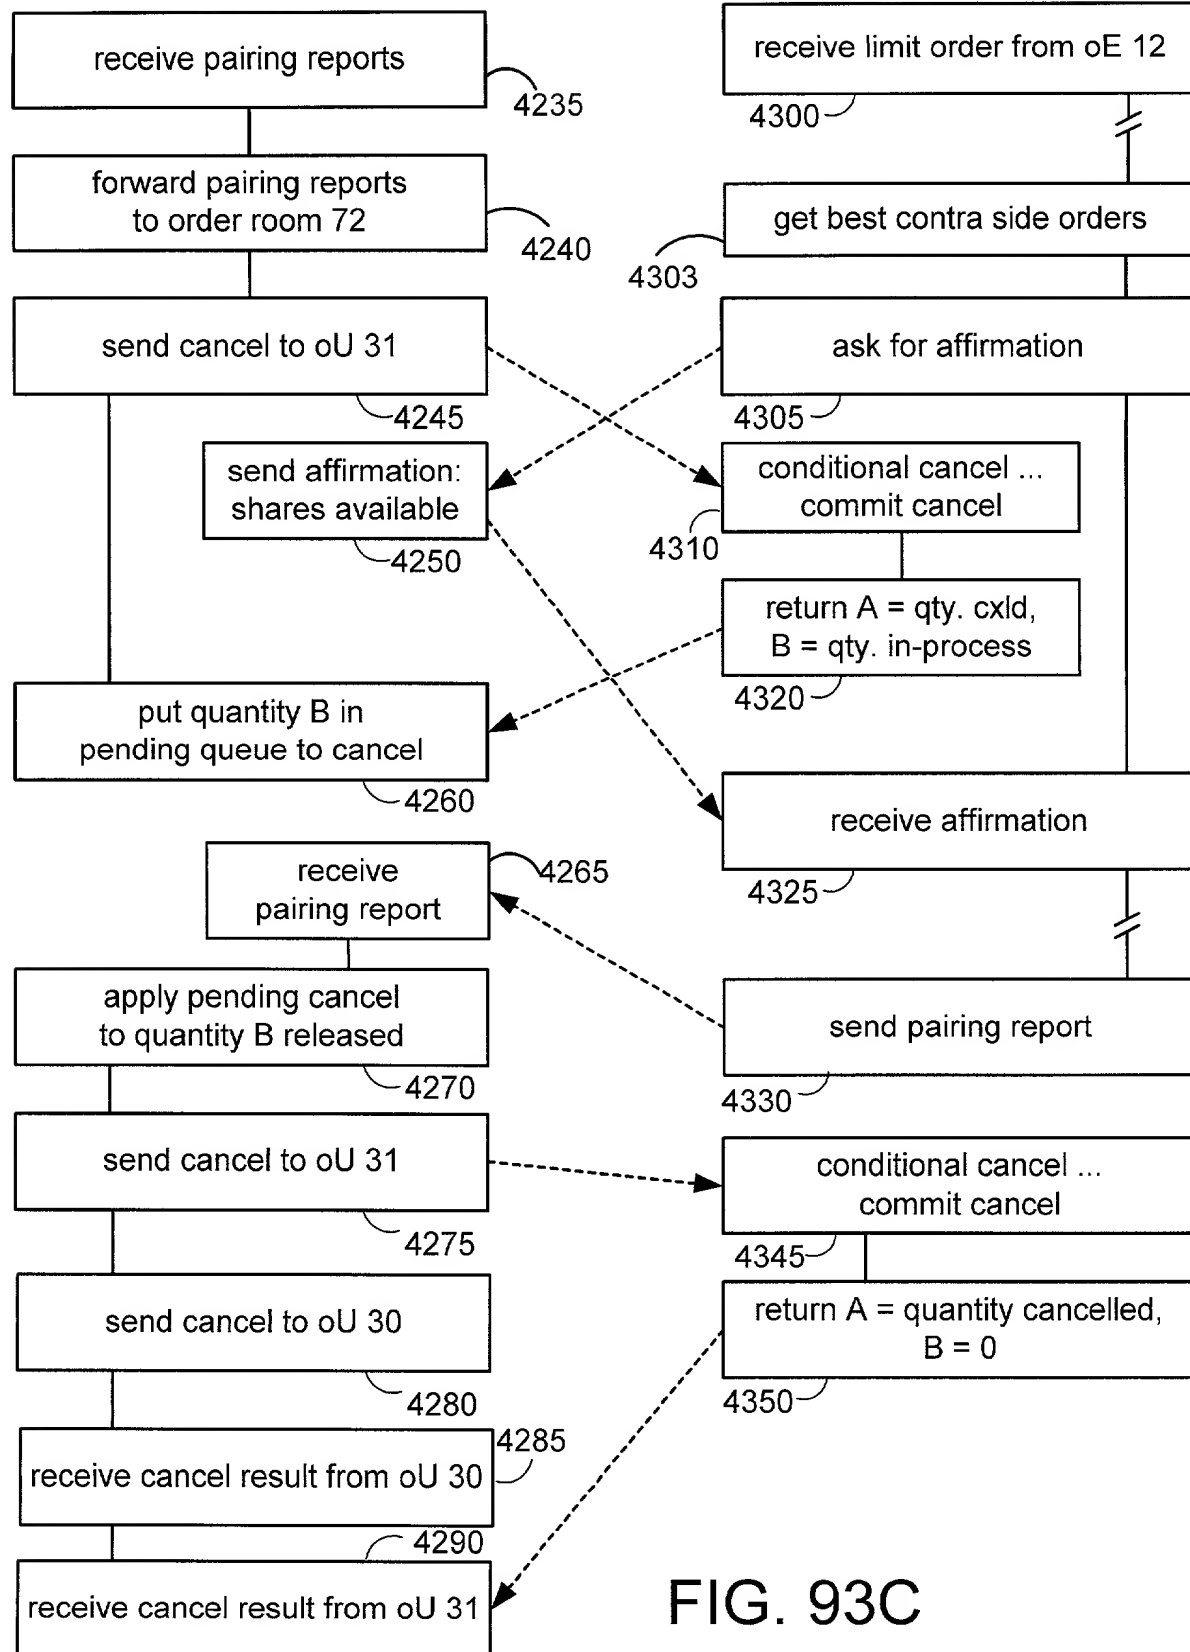 receive pairing reports
4235
forward pairing reports
to order room 72
4240
send cancel to oU 31
4245
send affirmation:
shares available
4250
put quantity B in
pending queue to cancel
4260
receive
pairing report
4265
apply pending cancel
to quantity B released
4270
send cancel to oU 31
4275
send cancel to oU 30
4280
receive cancel result from oU 30
4285
4290
receive cancel result from oU 31
receive limit order from oE 12
4300
get best contra side orders
4303
ask for affirmation
4305
conditional cancel ...
commit cancel
4310
return A = qty. cxld,
B = qty. in-process
4320
receive affirmation
4325
send pairing report
4330
conditional cancel ...
commit cancel
4345
return A = quantity cancelled,
B = 0
4350
FIG. 93C